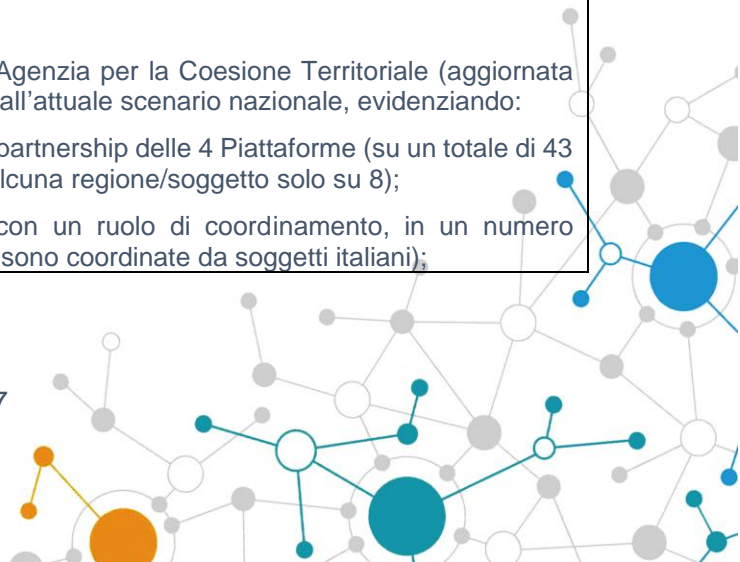 Agenzia per la Coesione Territoriale (aggiornata
all'attuale scenario nazionale, evidenziando:
partnership delle 4 Piattaforme (su un totale di 43
alcuna regione/soggetto solo su 8);
con un ruolo di coordinamento, in un numero
sono coordinate da soggetti italiani);
7